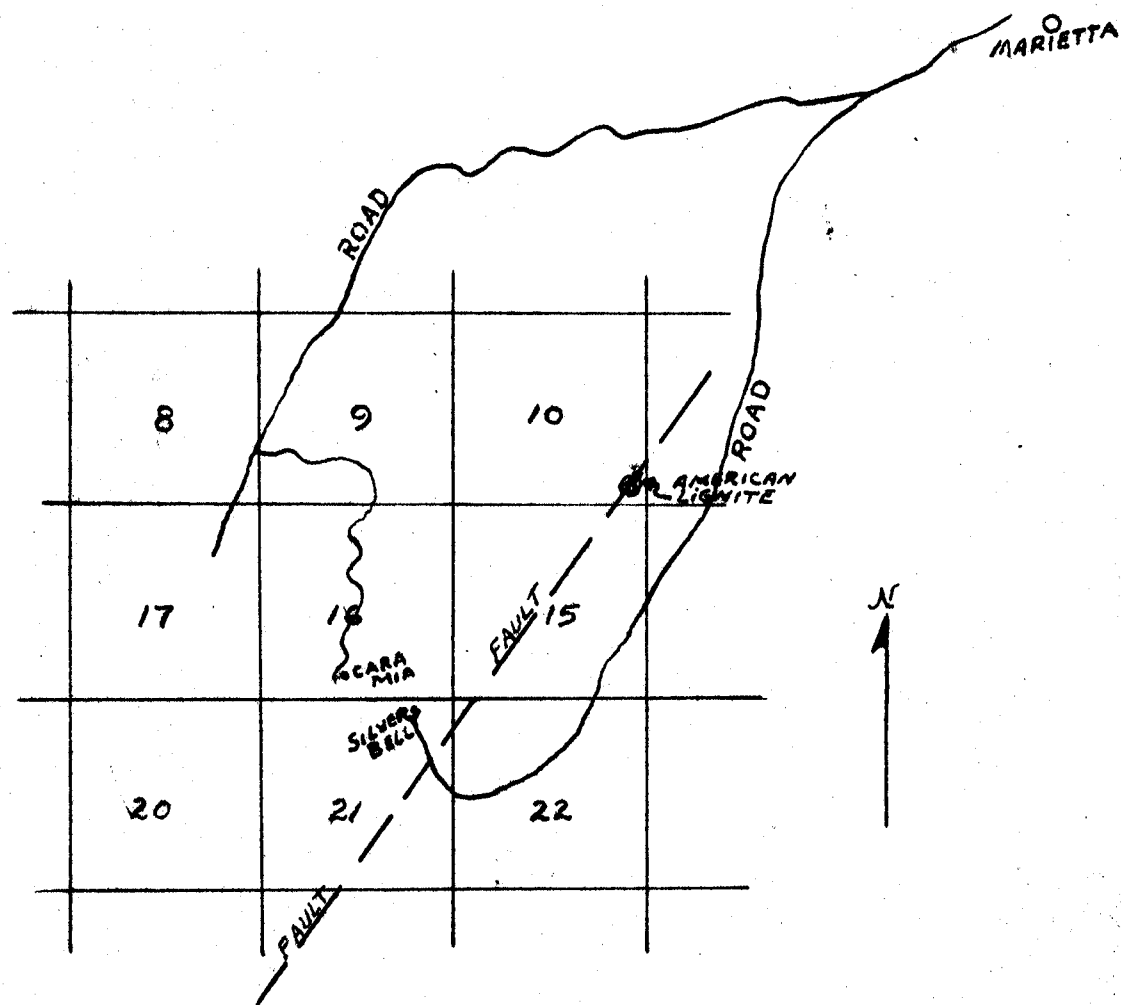 MARIETTA
ROAD
8
9
10
ROAD
AMERICAN
LIGNITE
17
16
FAULT
15
N
CARA
MIA
SILVER
BELL
20
21
22
FAULT